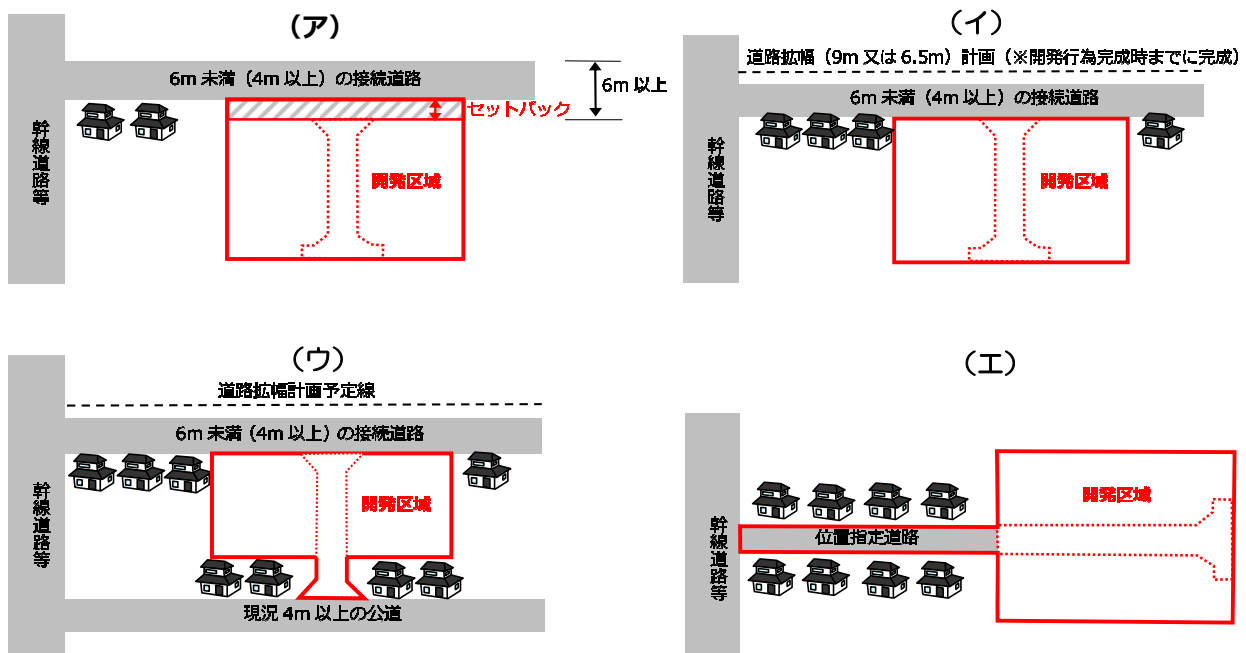 （ア）
6m 未満（4m 以上）の接続道路
6m 以上
セットバック
幹線道路等
開発区域
（イ）
道路拡幅（9m 又は 6.5m）計画（※開発行為完成時までに完成）
6m 未満（4m 以上）の接続道路
幹線道路等
開発区域
（ウ）
道路拡幅計画予定線
6m 未満（4m 以上）の接続道路
幹線道路等
開発区域
現況 4m 以上の公道
（エ）
開発区域
幹線道路等
位置指定道路